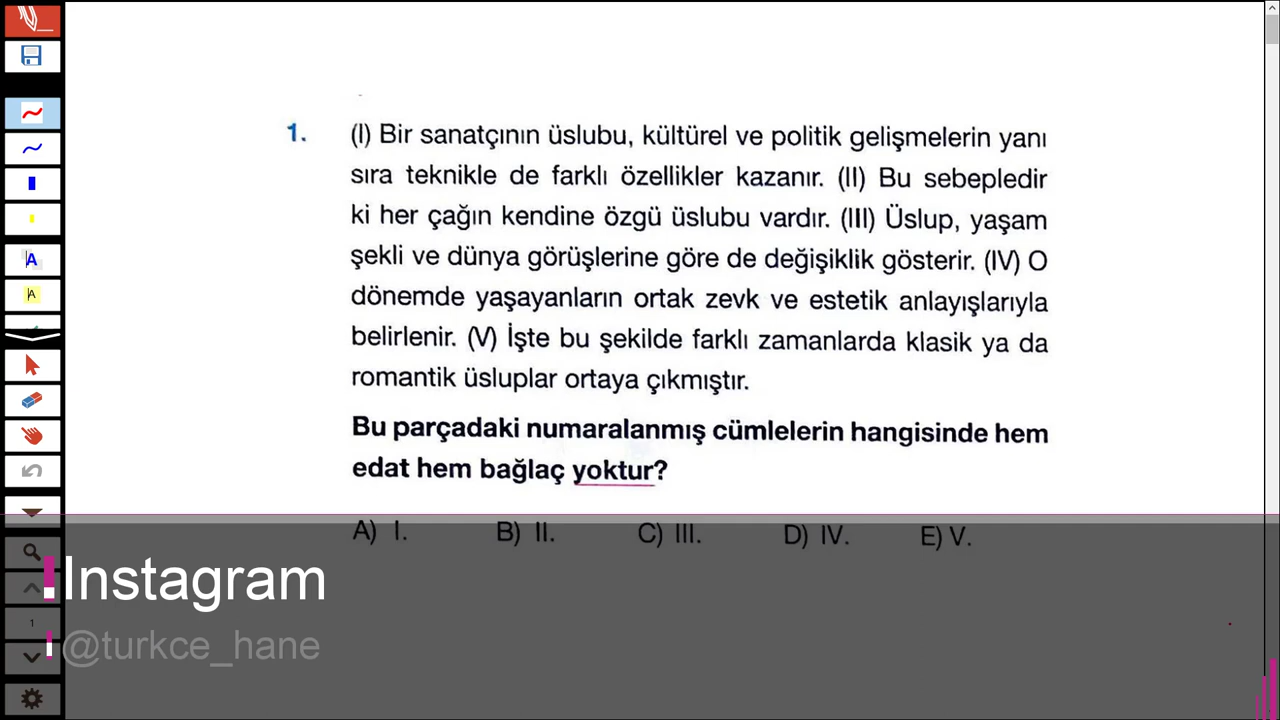 1. (I) Bir sanatçının üslubu, kültürel ve politik gelişmelerin yanı
sıra teknikle de farklı özellikler kazanır. (II) Bu sebepledir
ki her çağın kendine özgü üslubu vardır. (III) Üslup, yaşam
şekli ve dünya görüşlerine göre de değişiklik gösterir. (IV) O
dönemde yaşayanların ortak zevk ve estetik anlayışlarıyla
belirlenir. (V) İşte bu şekilde farklı zamanlarda klasik ya da
romantik üsluplar ortaya çıkmıştır.
Bu parçadaki numaralanmış cümlelerin hangisinde hem
edat hem bağlaç yoktur?
A) I. B) II. C) III. D) IV. E) V.
Instagram
@turkce_hane
A
A
1